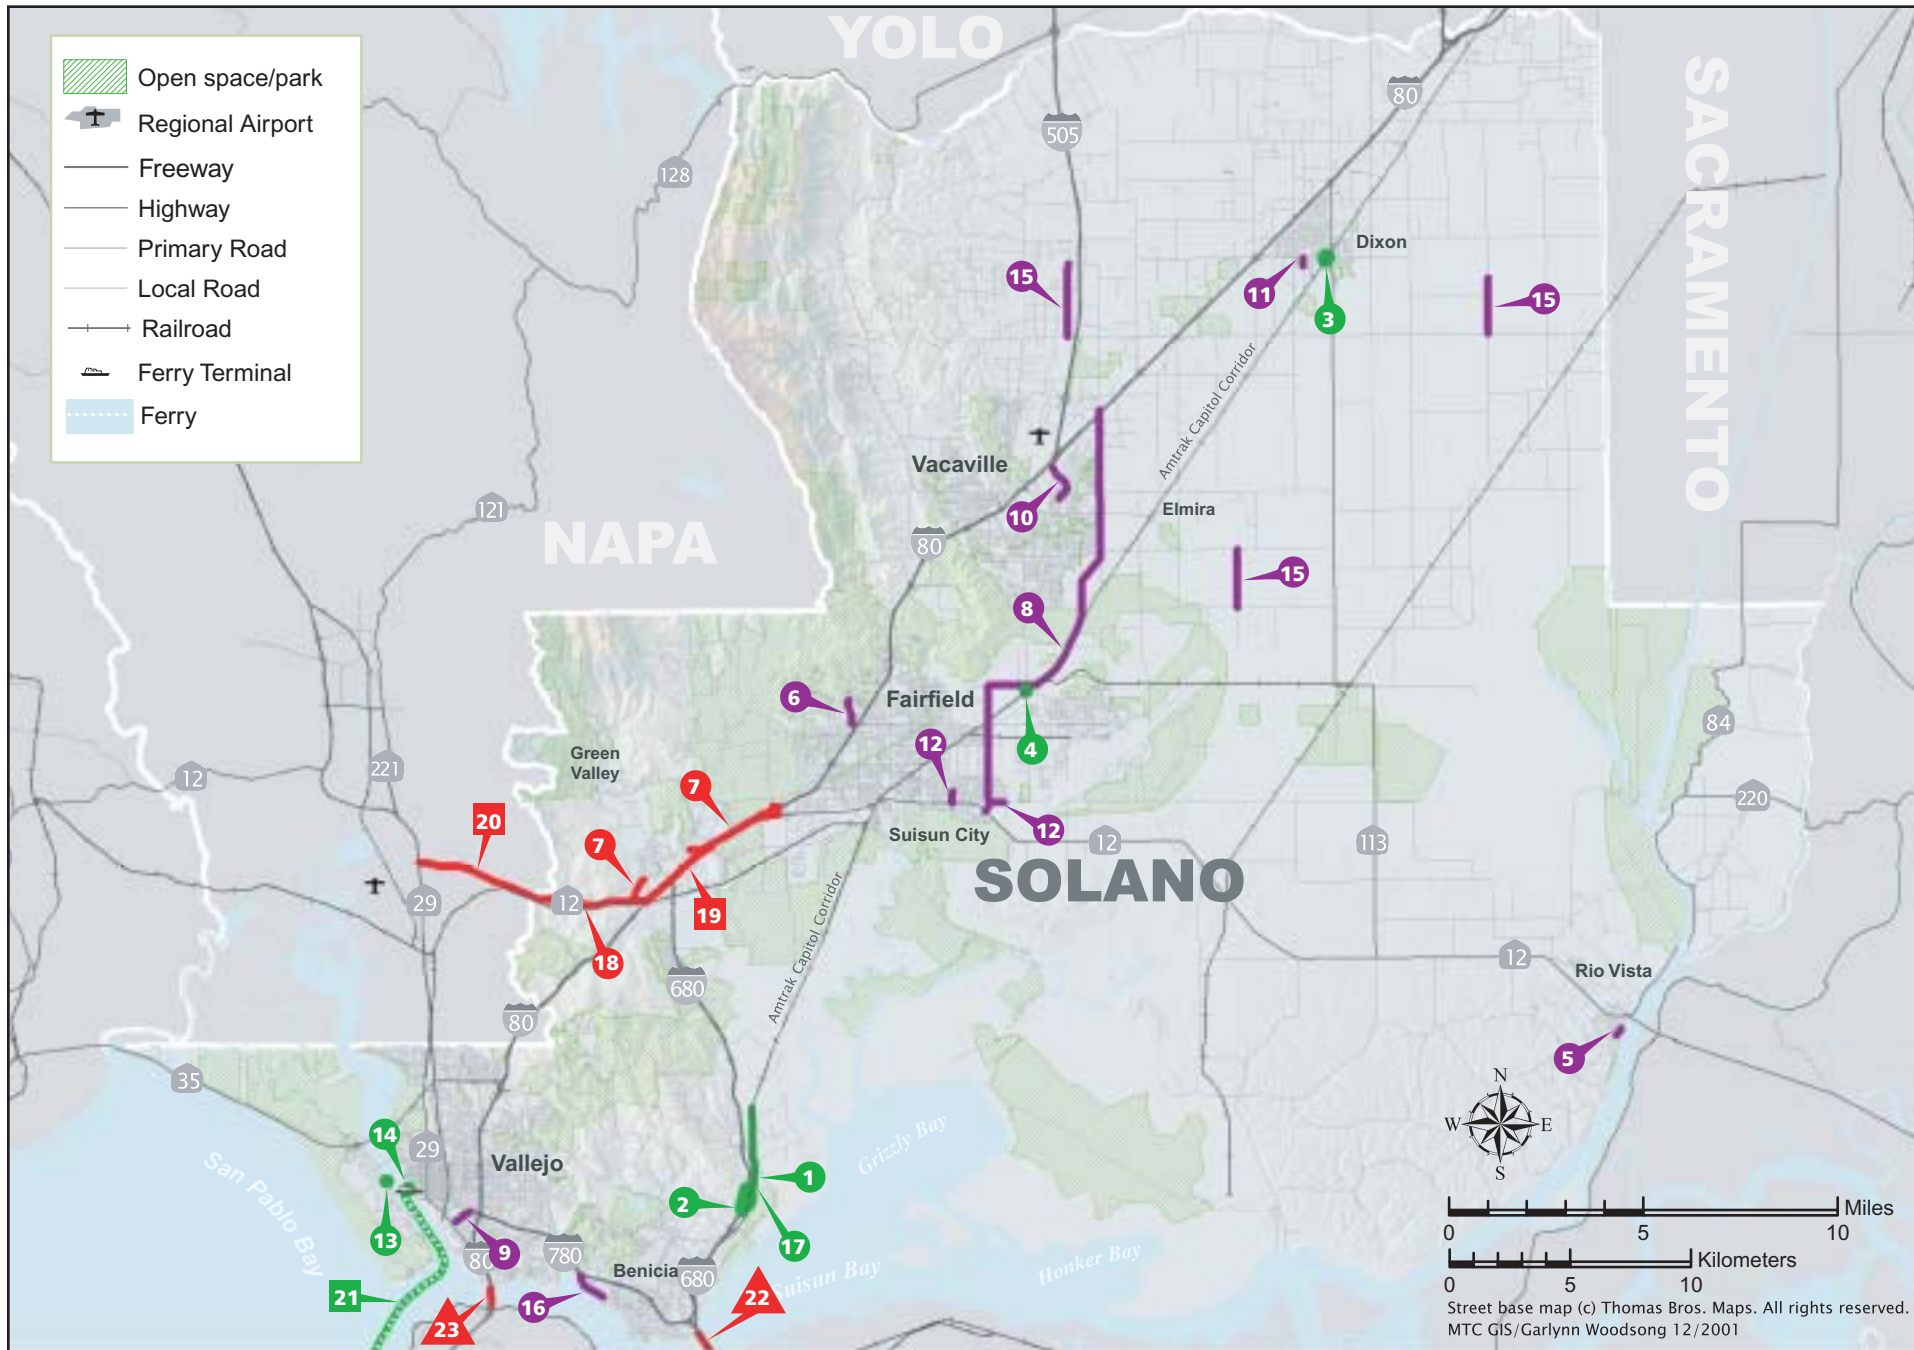 YOLO
Open space/park
Regional Airport
Freeway
Highway
Primary Road
Local Road
Railroad
Ferry Terminal
Ferry
SACRAMENTO
80
505
128
Dixon
15
11
3
15
Amtrak Capitol Corridor
Vacaville
10
Elmira
121
NAPA
80
15
8
6
Fairfield
84
Green
Valley
12
4
12
221
7
220
20
7
Suisun City
12
12
113
SOLANO
29
12
19
18
12
Rio Vista
680
Amtrak Capitol Corridor
80
5
35
N
W
E
S
14
29
Vallejo
Grizzly Bay
San Pablo Bay
1
2
13
17
9
80
780
Benicia
680
Suisun Bay
Honker Bay
21
16
22
23
Miles
0
5
10
Kilometers
0
5
10
Street base map (c) Thomas Bros. Maps. All rights reserved.
MTC GIS/Garlynn Woodsong 12/2001